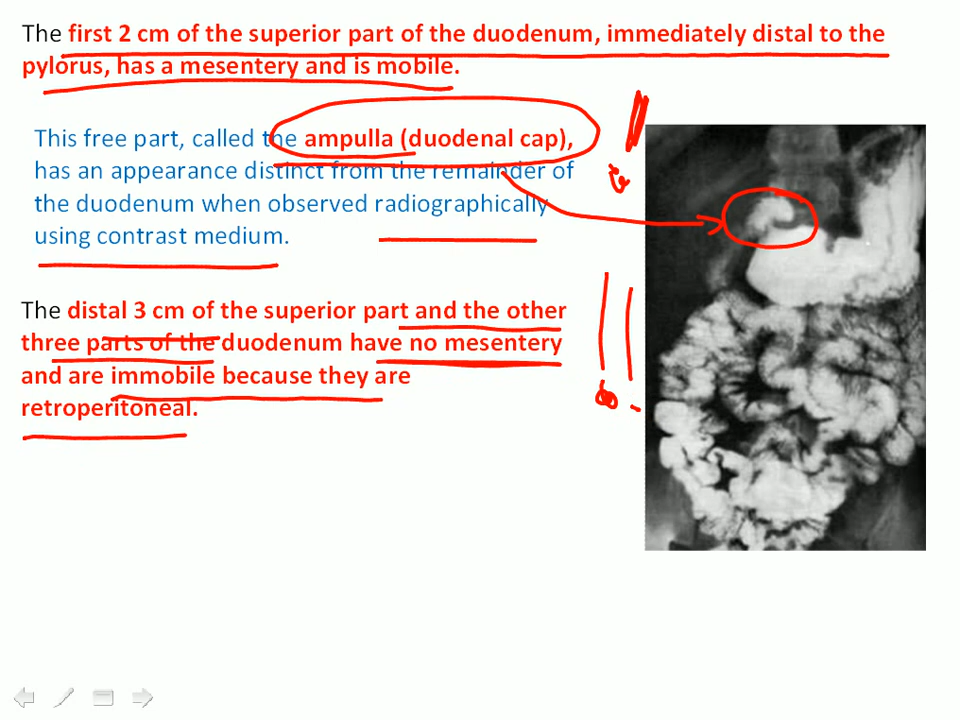 The first 2 cm of the superior part of the duodenum, immediately distal to the
pylorus, has a mesentery and is mobile.
This free part, called the ampulla (duodenal cap),
has an appearance distinct from the remainder of
the duodenum when observed radiographically
using contrast medium.
The distal 3 cm of the superior part and the other
three parts of the duodenum have no mesentery
and are immobile because they are
retroperitoneal.